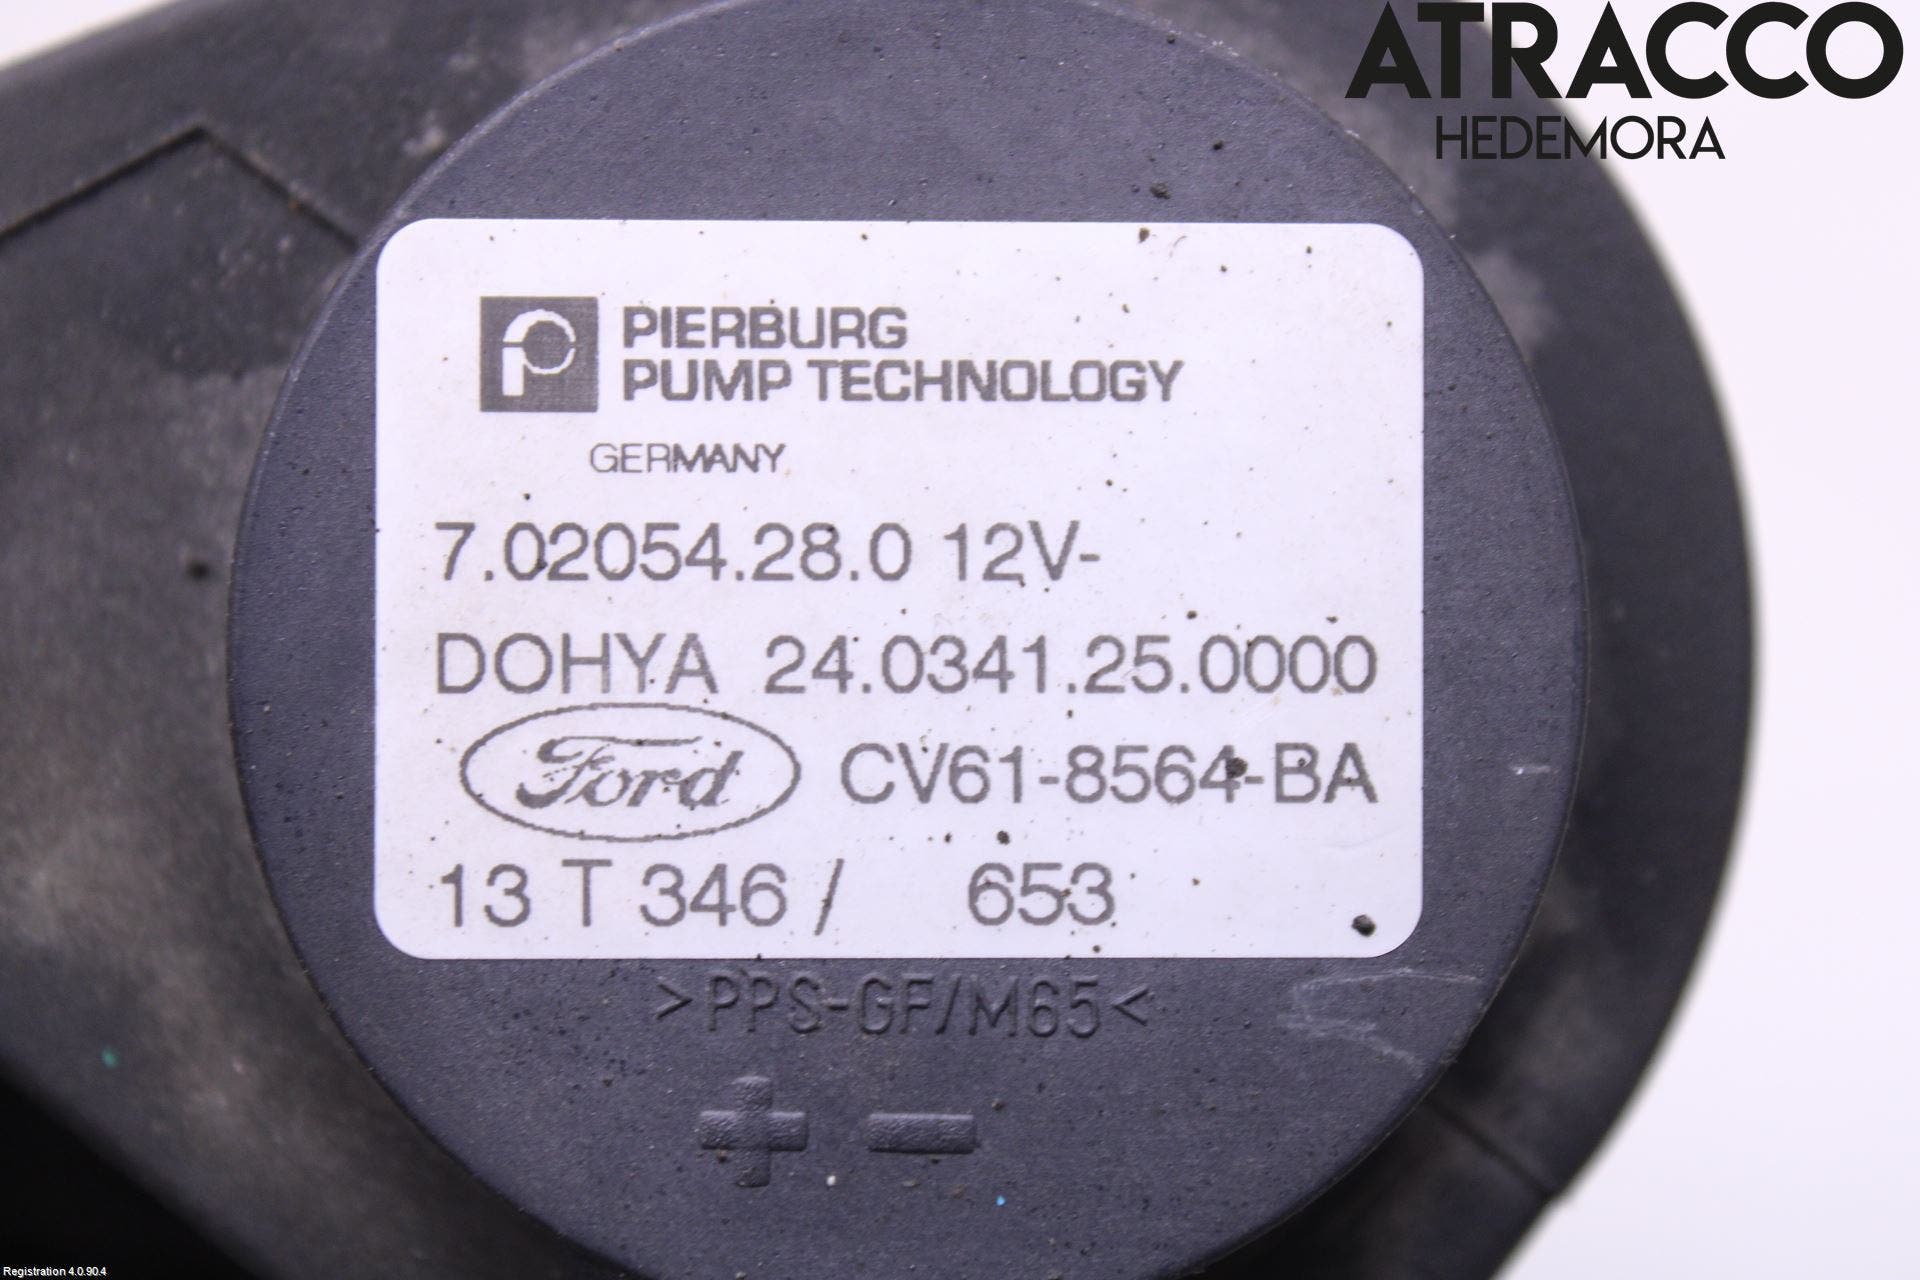 ATRACCO
HEDEMORA
PIERBURG
PUMP TECHNOLOGY
GERMANY
7.02054.28.0 12V-
DOHYA 24.0341.25.0000
Ford CV61-8564-BA
13 T 346 / 653
>PPS-GF/M65<
+ -
Registration 4.0.90.4